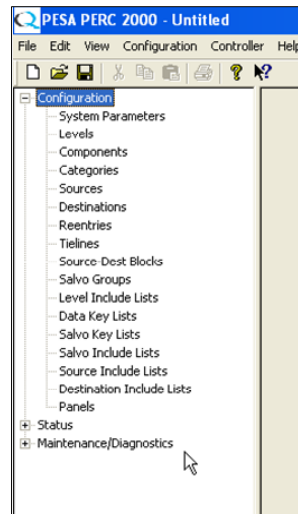 PESA PERC 2000 - Untitled
File Edit View Configuration Controller Help
Configuration
System Parameters
Levels
Components
Categories
Sources
Destinations
Reentries
Tielines
Source-Dest Blocks
Salvo Groups
Level Include Lists
Data Key Lists
Salvo Key Lists
Salvo Include Lists
Source Include Lists
Destination Include Lists
Panels
Status
Maintenance/Diagnostics